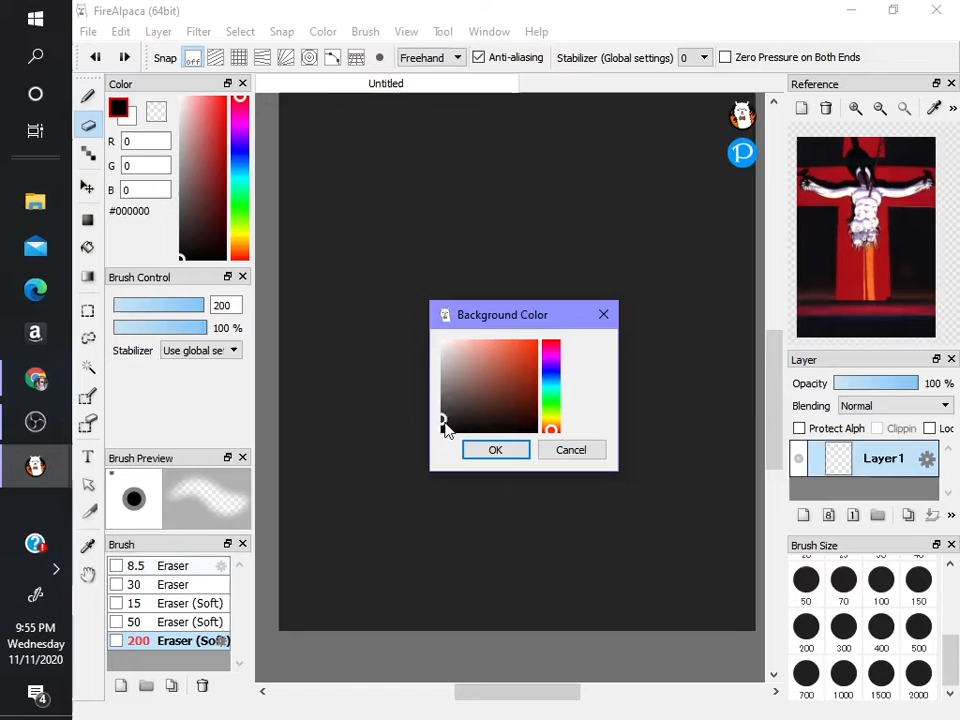 FireAlpaca (64bit)
File Edit Layer Filter Select Snap Color Brush View Tool Window Help
Snap off Freehand Anti-aliasing Stabilizer (Global settings) 0 Zero Pressure on Both Ends
Color
Untitled
Reference
R 0
G 0
B 0
#000000
Brush Control
200
100 %
Stabilizer Use global se
Background Color
OK Cancel
Layer
Opacity 100 %
Blending Normal
Protect Alph Clippin Loc
Layer1
8 1
Brush Preview
*
Brush
8.5 Eraser
30 Eraser
15 Eraser (Soft)
50 Eraser (Soft)
200 Eraser (Soft)
Brush Size
50 70 100 150
200 300 400 500
700 1000 1500 2000
9:55 PM
Wednesday
11/11/2020
4